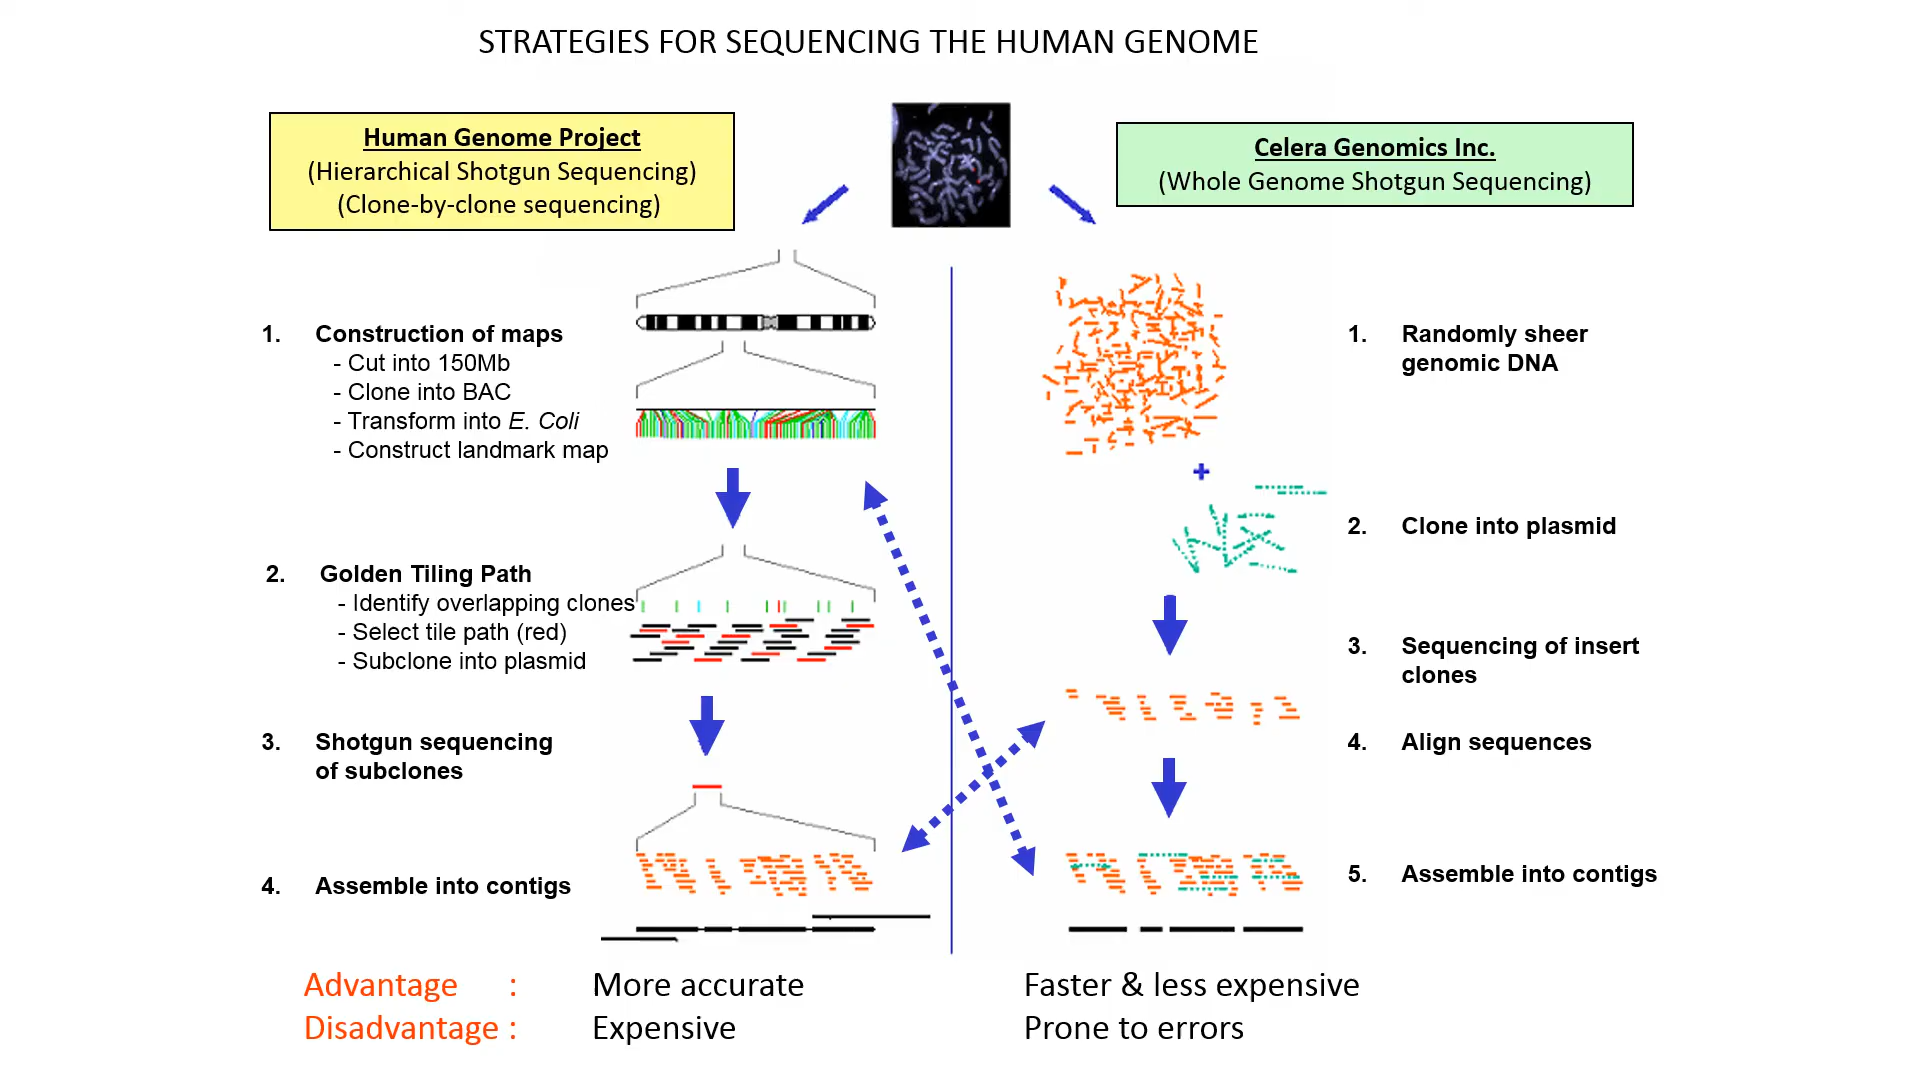 STRATEGIES FOR SEQUENCING THE HUMAN GENOME
Human Genome Project
(Hierarchical Shotgun Sequencing)
(Clone-by-clone sequencing)
1. Construction of maps
- Cut into 150Mb
- Clone into BAC
- Transform into E. Coli
- Construct landmark map
2. Golden Tiling Path
- Identify overlapping clones
- Select tile path (red)
- Subclone into plasmid
3. Shotgun sequencing
of subclones
4. Assemble into contigs
Celera Genomics Inc.
(Whole Genome Shotgun Sequencing)
1. Randomly sheer
genomic DNA
+
2. Clone into plasmid
3. Sequencing of insert
clones
4. Align sequences
5. Assemble into contigs
Advantage : More accurate Faster & less expensive
Disadvantage : Expensive Prone to errors